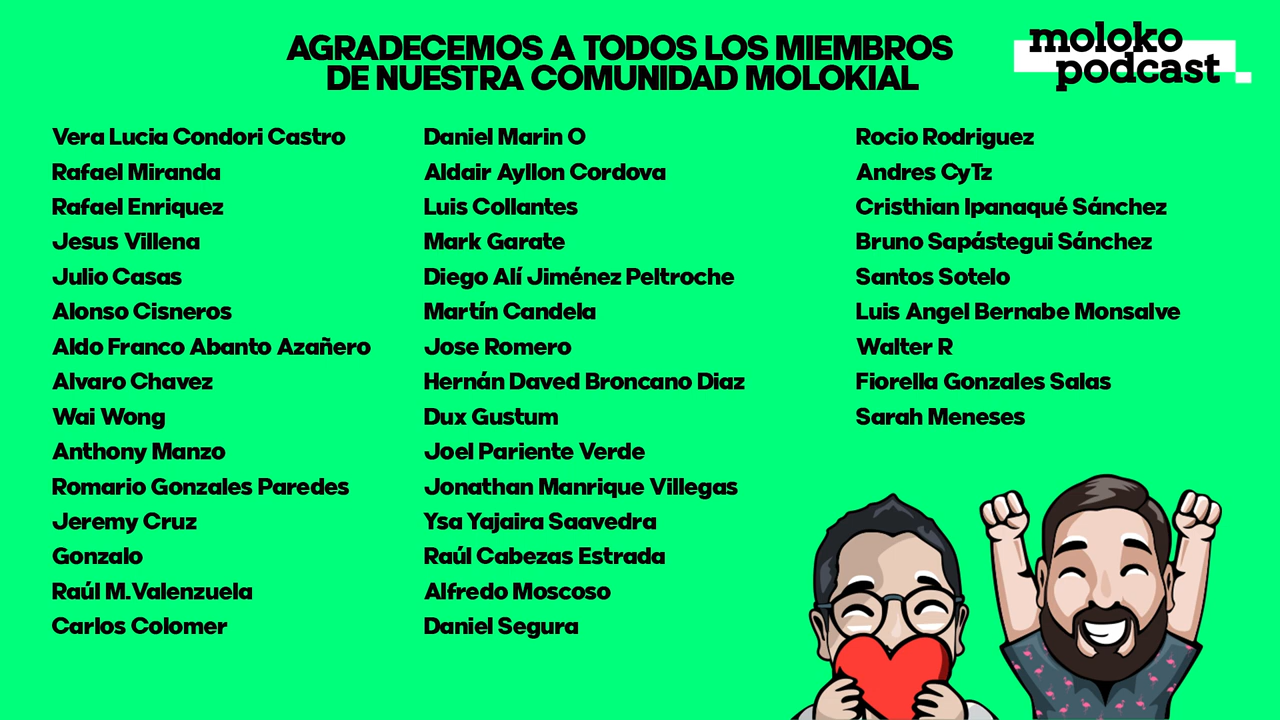 AGRADECEMOS A TODOS LOS MIEMBROS
DE NUESTRA COMUNIDAD MOLOKIAL
moloko
podcast
Vera Lucia Condori Castro
Rafael Miranda
Rafael Enriquez
Jesus Villena
Julio Casas
Alonso Cisneros
Aldo Franco Abanto Azañero
Alvaro Chavez
Wai Wong
Anthony Manzo
Romario Gonzales Paredes
Jeremy Cruz
Gonzalo
Raúl M.Valenzuela
Carlos Colomer
Daniel Marin O
Aldair Ayllon Cordova
Luis Collantes
Mark Garate
Diego Alí Jiménez Peltroche
Martín Candela
Jose Romero
Hernán Daved Broncano Diaz
Dux Gustum
Joel Pariente Verde
Jonathan Manrique Villegas
Ysa Yajaira Saavedra
Raúl Cabezas Estrada
Alfredo Moscoso
Daniel Segura
Rocio Rodriguez
Andres CyTz
Cristhian Ipanaqué Sánchez
Bruno Sapástegui Sánchez
Santos Sotelo
Luis Angel Bernabe Monsalve
Walter R
Fiorella Gonzales Salas
Sarah Meneses